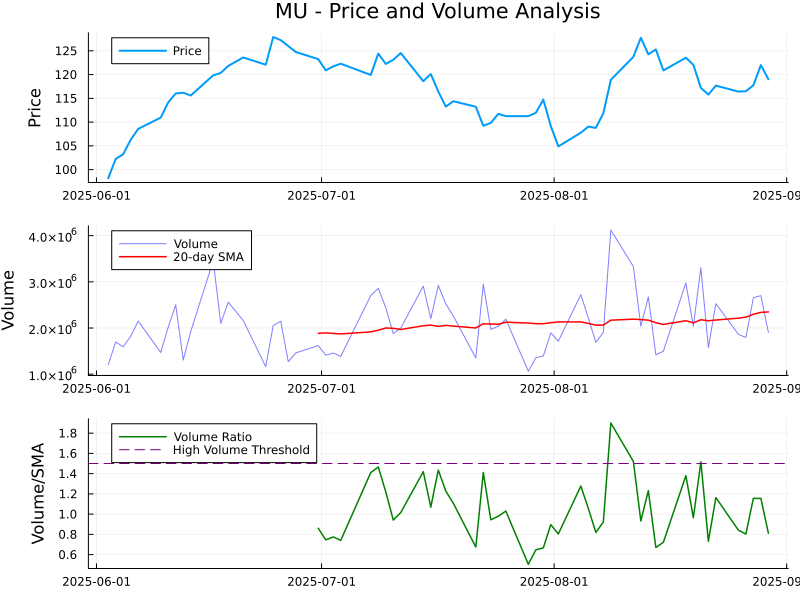 MU - Price and Volume Analysis
Price
125
120
115
110
105
100
Price
2025-06-01 2025-07-01 2025-08-01 2025-09
Volume
4.0×10⁶
3.0×10⁶
2.0×10⁶
1.0×10⁶
Volume
20-day SMA
2025-06-01 2025-07-01 2025-08-01 2025-09
Volume/SMA
1.8
1.6
1.4
1.2
1.0
0.8
0.6
Volume Ratio
High Volume Threshold
2025-06-01 2025-07-01 2025-08-01 2025-09